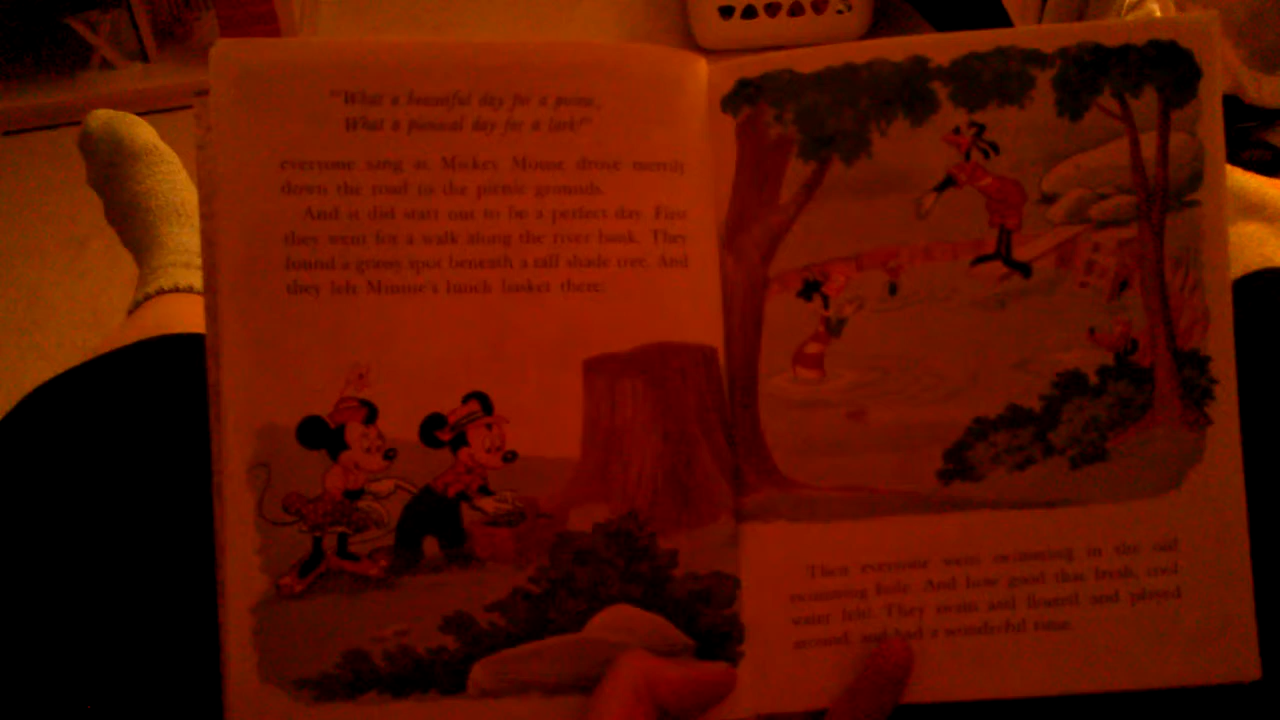 "What a beautiful day for a picnic,
What a picnical day for a lark!"
everyone sang as Mickey Mouse drove merrily
down the road to the picnic grounds.
And it did start out to be a perfect day. First
they went for a walk along the river bank. They
found a grassy spot beneath a tall shade tree. And
they left Minnie's lunch basket there.
Then everyone went swimming in the old
swimming hole. And how good that fresh, cool
water felt! They swam and floated and played
around, and had a wonderful time.